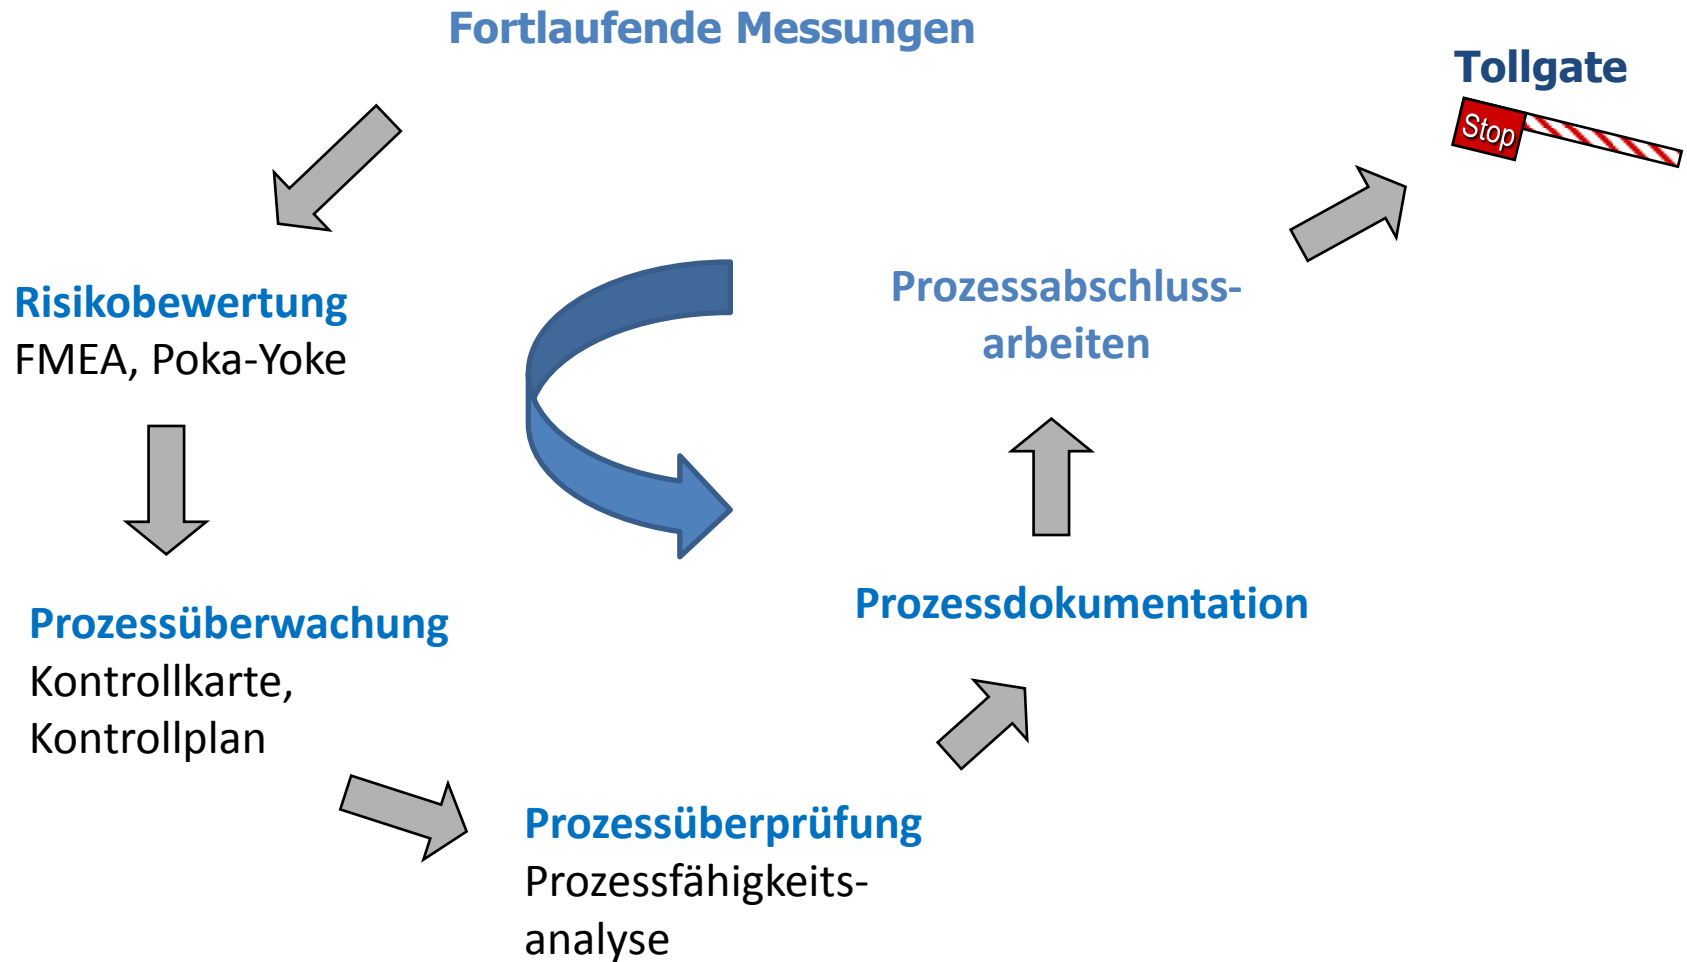 Fortlaufende Messungen
Tollgate
Stop
Risikobewertung
FMEA, Poka-Yoke
Prozessüberwachung
Kontrollkarte,
Kontrollplan
Prozessüberprüfung
Prozessfähigkeits-
analyse
Prozessdokumentation
Prozessabschluss-
arbeiten